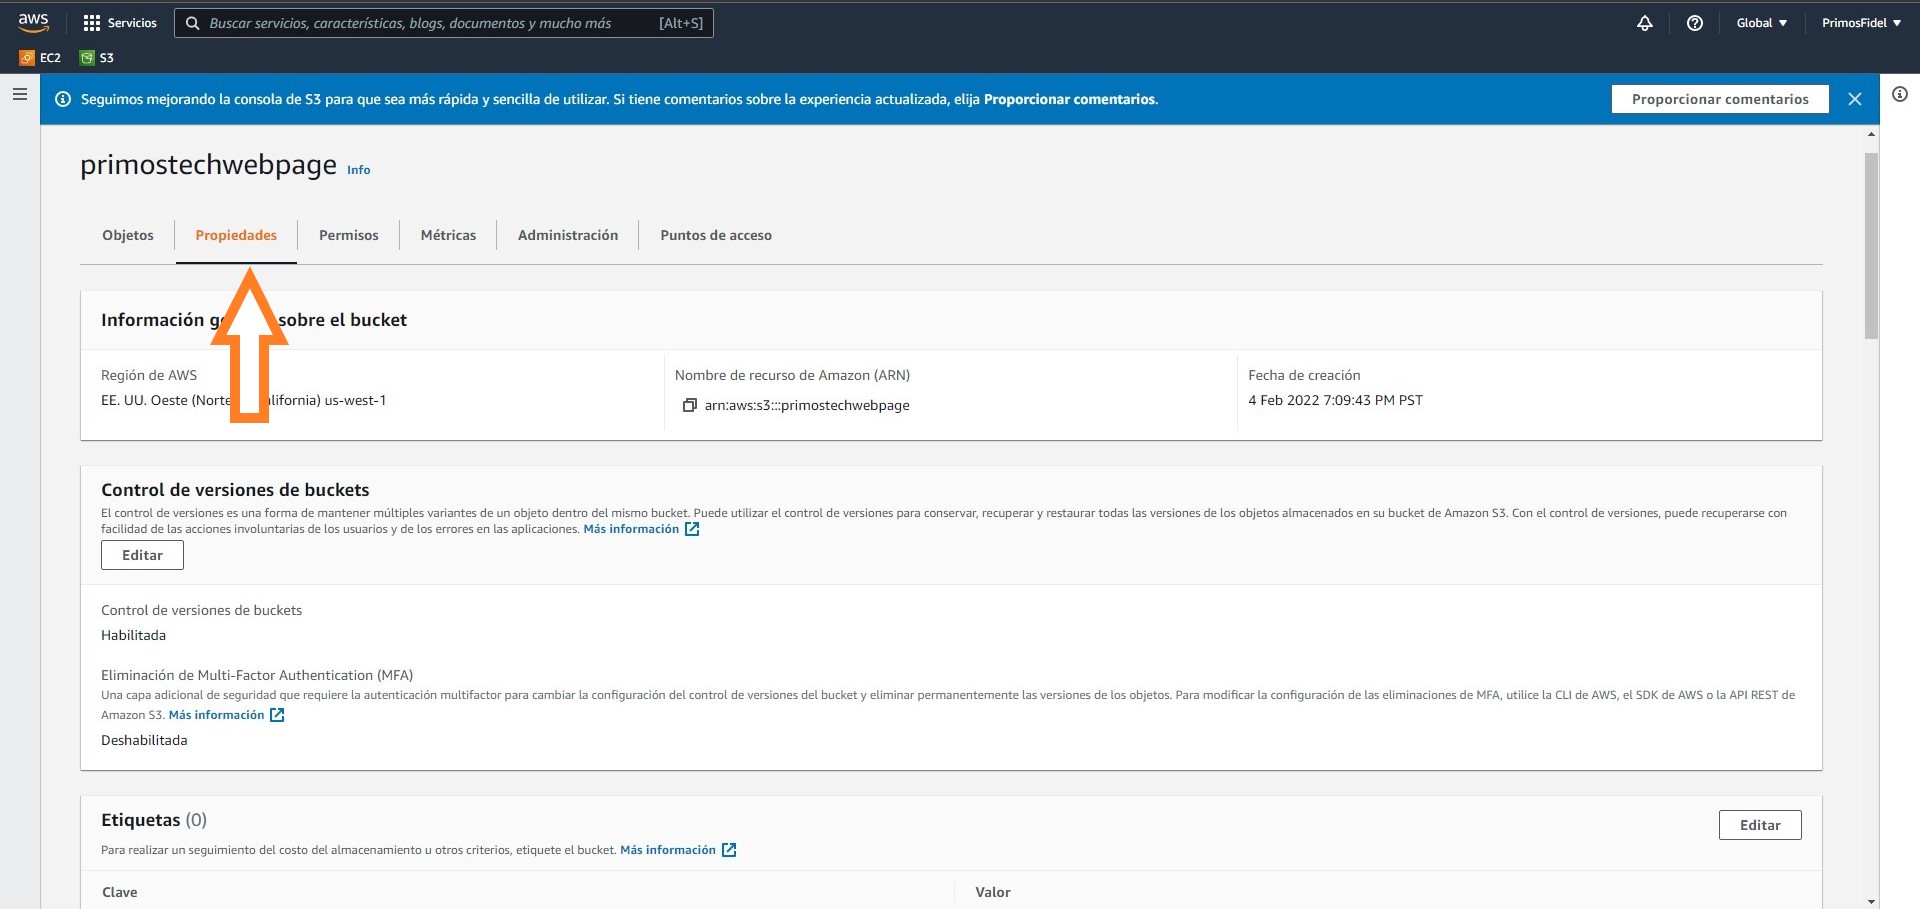 aws
Servicios
Buscar servicios, características, blogs, documentos y mucho más [Alt+S]
Global
PrimosFidel
EC2
S3
Seguimos mejorando la consola de S3 para que sea más rápida y sencilla de utilizar. Si tiene comentarios sobre la experiencia actualizada, elija Proporcionar comentarios.
Proporcionar comentarios
primostechwebpage Info
Objetos
Propiedades
Permisos
Métricas
Administración
Puntos de acceso
Información sobre el bucket
Región de AWS
EE. UU. Oeste us-west-1
Nombre de recurso de Amazon (ARN)
arn:aws:s3:::primostechwebpage
Fecha de creación
4 Feb 2022 7:09:43 PM PST
Control de versiones de buckets
El control de versiones es una forma de mantener múltiples variantes de un objeto dentro del mismo bucket. Puede utilizar el control de versiones para conservar, recuperar y restaurar todas las versiones de los objetos almacenados en su bucket de Amazon S3. Con el control de versiones, puede recuperarse con
facilidad de las acciones involuntarias de los usuarios y de los errores en las aplicaciones. Más información
Editar
Control de versiones de buckets
Habilitada
Eliminación de Multi-Factor Authentication (MFA)
Una capa adicional de seguridad que requiere la autenticación multifactor para cambiar la configuración del control de versiones del bucket y eliminar permanentemente las versiones de los objetos. Para modificar la configuración de las eliminaciones de MFA, utilice la CLI de AWS, el SDK de AWS o la API REST de
Amazon S3. Más información
Deshabilitada
Etiquetas (0)
Editar
Para realizar un seguimiento del costo del almacenamiento u otros criterios, etiquete el bucket. Más información
Clave
Valor